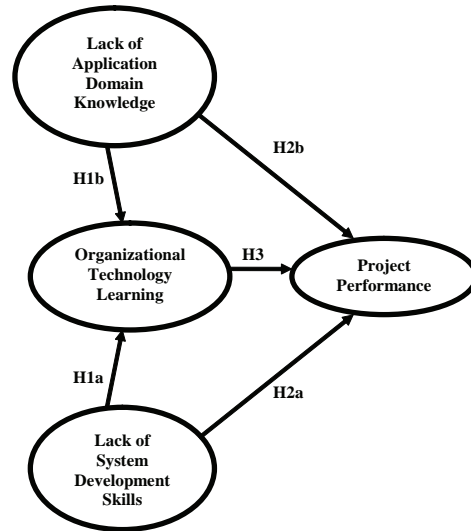 Lack of
Application
Domain
Knowledge
H2b
H1b
Organizational
Technology
Learning
H3
Project
Performance
H1a
H2a
Lack of
System
Development
Skills